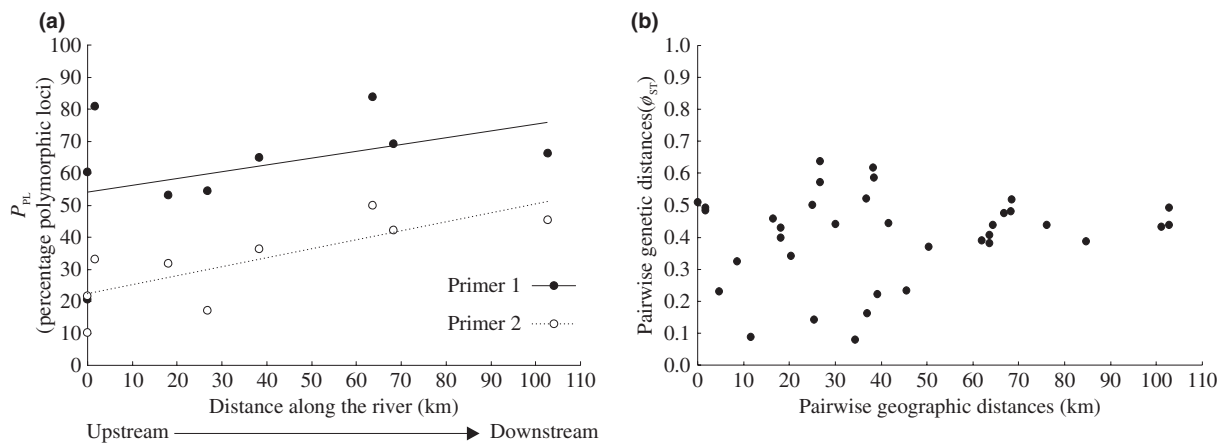 (a)
100
90
80
70
60
50
40
30
20
10
0
P_PL
(percentage polymorphic loci)
Primer 1
Primer 2
0 10 20 30 40 50 60 70 80 90 100 110
Distance along the river (km)
Upstream Downstream
(b)
1.0
0.9
0.8
0.7
0.6
0.5
0.4
0.3
0.2
0.1
0.0
Pairwise genetic distances(ϕ_ST)
0 10 20 30 40 50 60 70 80 90 100 110
Pairwise geographic distances (km)